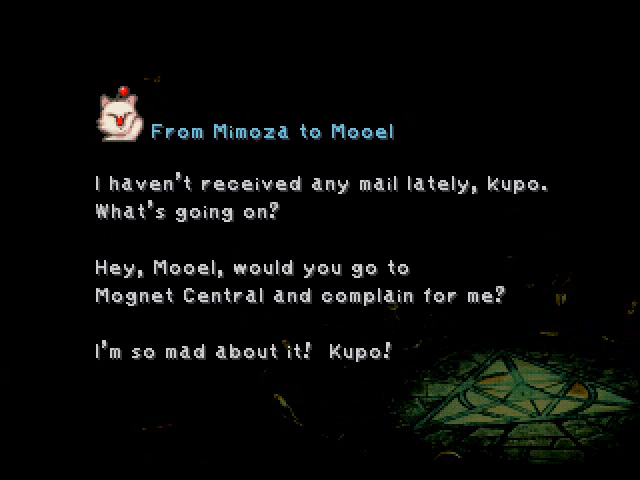 From Mimoza to Mooel
I haven't received any mail lately, kupo.
What's going on?
Hey, Mooel, would you go to
Mognet Central and complain for me?
I'm so mad about it! Kupo!